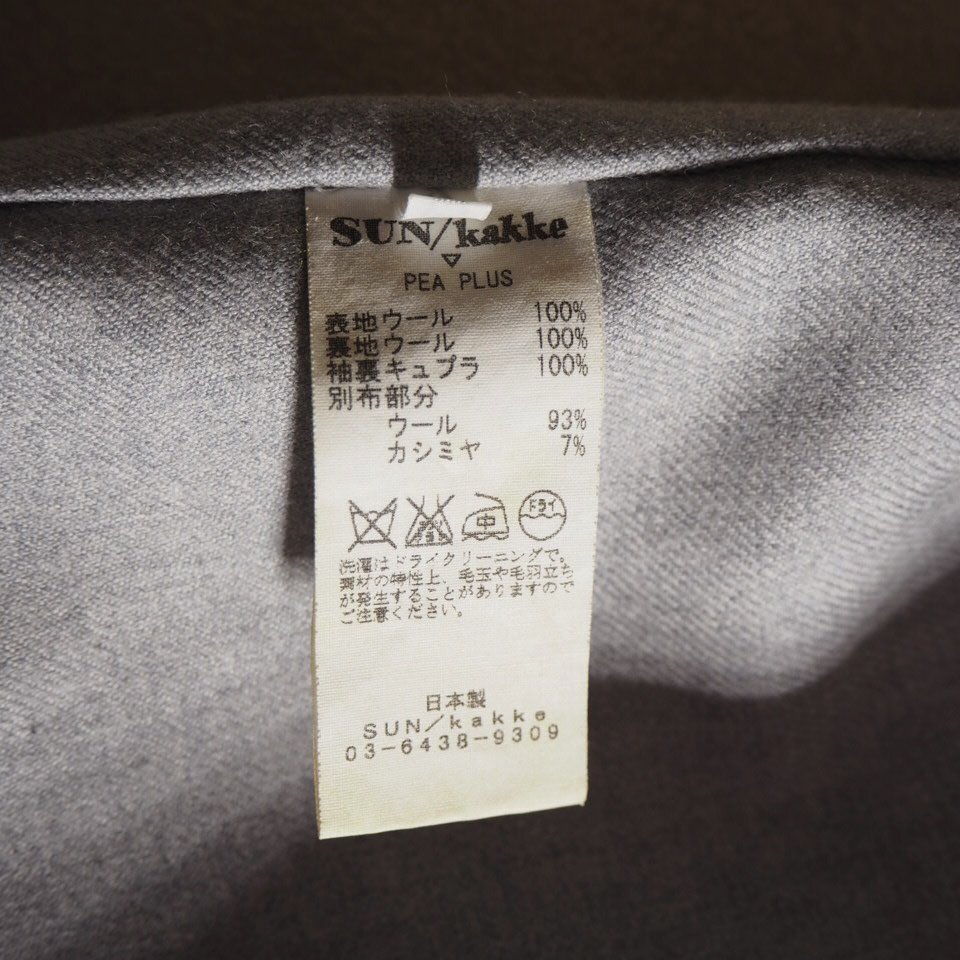 SUN/kakke
PEA PLUS
表地ウール 100%
裏地ウール 100%
袖裏キュプラ 100%
別布部分
ウール 93%
カシミヤ 7%
中 ドライ
洗濯はドライクリーニングで。
素材の特性上、毛玉や毛羽立ち
が発生することがありますので
ご注意ください。
日本製
SUN/kakke
03-6438-9309